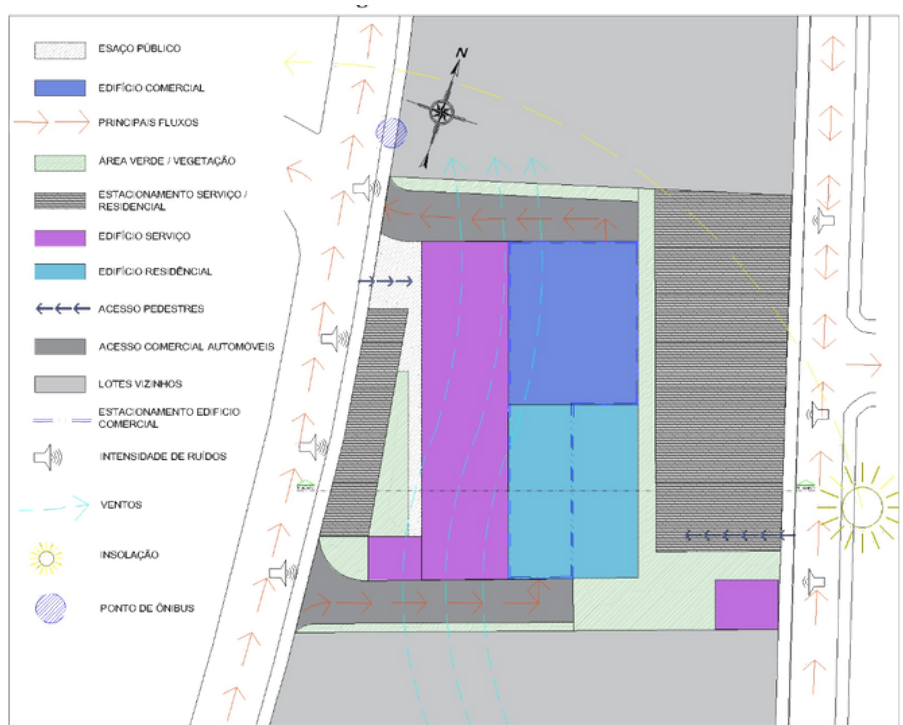 ESAÇO PÚBLICO
EDIFÍCIO COMERCIAL
PRINCIPAIS FLUXOS
ÁREA VERDE / VEGETAÇÃO
ESTACIONAMENTO SERVIÇO /
RESIDENCIAL
EDIFÍCIO SERVIÇO
EDIFÍCIO RESIDÊNCIAL
ACESSO PEDESTRES
ACESSO COMERCIAL AUTOMÓVEIS
LOTES VIZINHOS
ESTACIONAMENTO EDIFICIO
COMERCIAL
INTENSIDADE DE RUÍDOS
VENTOS
INSOLAÇÃO
PONTO DE ÔNIBUS
N